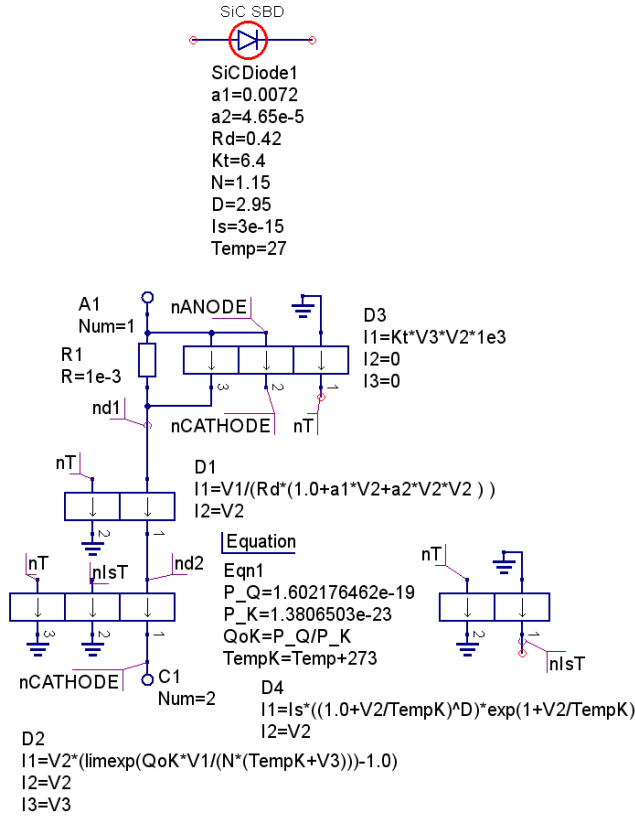 SiC SBD
SiCDiode1
a1=0.0072
a2=4.65e-5
Rd=0.42
Kt=6.4
N=1.15
D=2.95
Is=3e-15
Temp=27
A1
Num=1
nANODE
D3
I1=Kt*V3*V2*1e3
I2=0
I3=0
R1
R=1e-3
3
2
1
nd1
nCATHODE
nT
nT
D1
I1=V1/(Rd*(1.0+a1*V2+a2*V2*V2 ) )
I2=V2
2
1
nT
nIsT
nd2
Equation
Eqn1
P_Q=1.602176462e-19
P_K=1.3806503e-23
QoK=P_Q/P_K
TempK=Temp+273
nT
3
2
1
2
1
nIsT
nCATHODE
C1
Num=2
D4
I1=Is*((1.0+V2/TempK)^D)*exp(1+V2/TempK)
I2=V2
D2
I1=V2*(limexp(QoK*V1/(N*(TempK+V3)))-1.0)
I2=V2
I3=V3